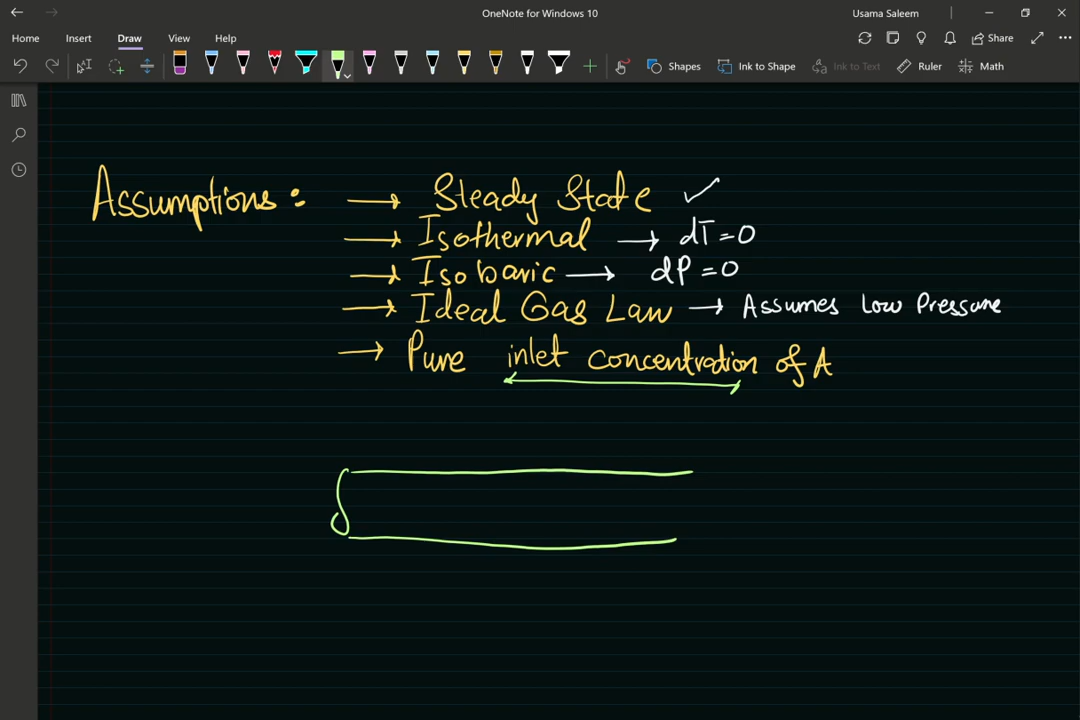 OneNote for Windows 10
Usama Saleem
Home Insert Draw View Help
Share
Shapes Ink to Shape Ink to Text Ruler Math
Assumptions: → Steady State ✓
→ Isothermal → dT = 0
→ Isobaric → dP = 0
→ Ideal Gas Law → Assumes Low Pressure
→ Pure inlet concentration of A